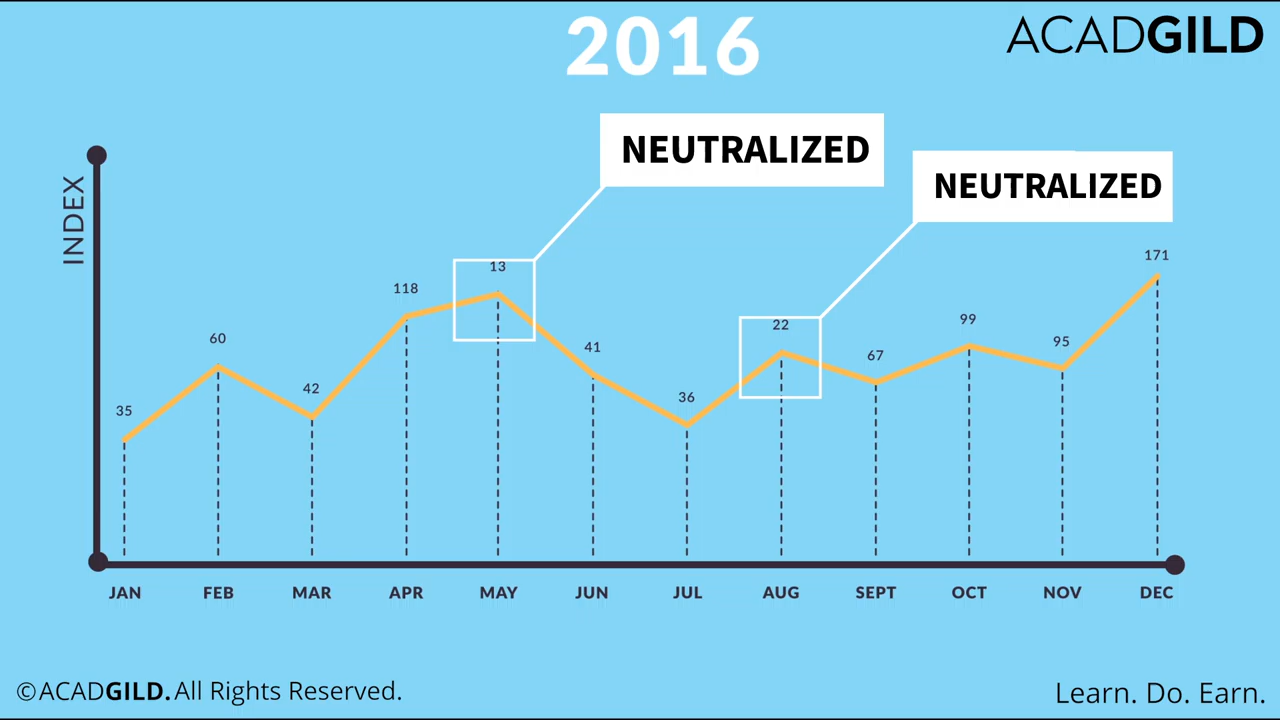 2016
ACADGILD
NEUTRALIZED
NEUTRALIZED
INDEX
35
60
42
118
13
41
36
22
67
99
95
171
JAN FEB MAR APR MAY JUN JUL AUG SEPT OCT NOV DEC
©ACADGILD. All Rights Reserved.
Learn. Do. Earn.